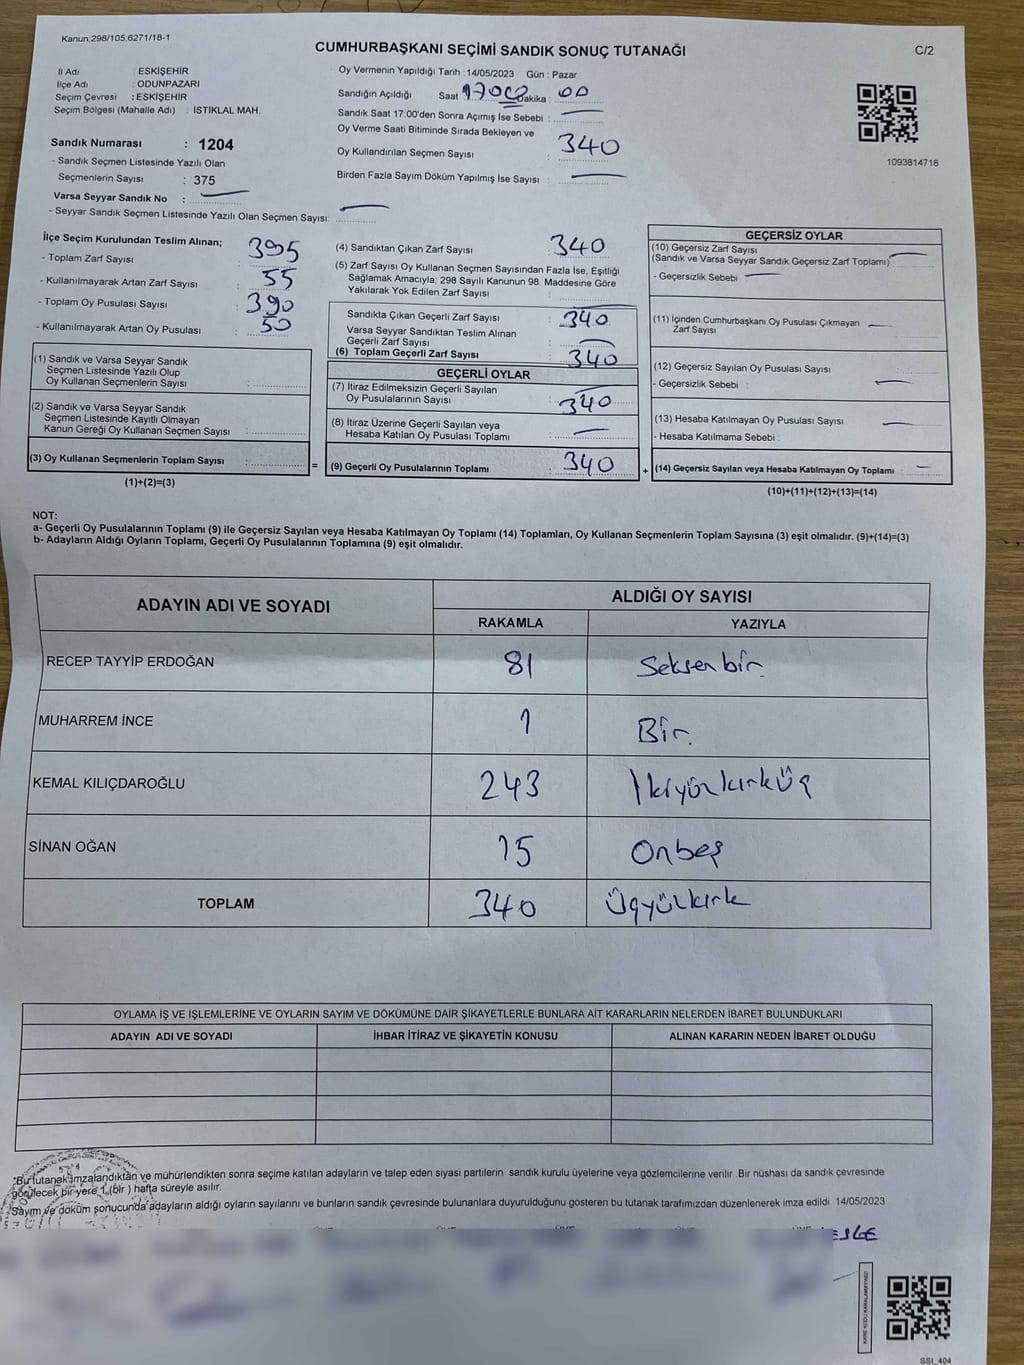 Kanun:298/105;6271/18-1
CUMHURBAŞKANI SEÇİMİ SANDIK SONUÇ TUTANAĞI
C/2
İl Adı : ESKİŞEHİR
İlçe Adı : ODUNPAZARI
Seçim Çevresi : ESKİŞEHİR
Seçim Bölgesi (Mahalle Adı) : İSTİKLAL MAH.
Sandık Numarası : 1204
- Sandık Seçmen Listesinde Yazılı Olan
Seçmenlerin Sayısı : 375
Varsa Seyyar Sandık No :
- Seyyar Sandık Seçmen Listesinde Yazılı Olan Seçmen Sayısı:
Oy Vermenin Yapıldığı Tarih : 14/05/2023 Gün : Pazar
Sandığın Açıldığı Saat Dakika : 00
Sandık Saat 17:00'den Sonra Açımış İse Sebebi :
Oy Verme Saati Bitiminde Sırada Bekleyen ve
Oy Kullandırılan Seçmen Sayısı : 340
Birden Fazla Sayım Döküm Yapılmış İse Sayısı :
1093814718
İlçe Seçim Kurulundan Teslim Alınan;
- Toplam Zarf Sayısı : 395
- Kullanılmayarak Artan Zarf Sayısı : 55
- Toplam Oy Pusulası Sayısı : 390
- Kullanılmayarak Artan Oy Pusulası : 50
(1) Sandık ve Varsa Seyyar Sandık
Seçmen Listesinde Yazılı Olup
Oy Kullanan Seçmenlerin Sayısı :
(2) Sandık ve Varsa Seyyar Sandık
Seçmen Listesinde Kayıtlı Olmayan
Kanun Gereği Oy Kullanan Seçmen Sayısı :
(3) Oy Kullanan Seçmenlerin Toplam Sayısı :
(1)+(2)=(3)
=
(4) Sandıktan Çıkan Zarf Sayısı : 340
(5) Zarf Sayısı Oy Kullanan Seçmen Sayısından Fazla İse, Eşitliği
Sağlamak Amacıyla; 298 Sayılı Kanunun 98. Maddesine Göre
Yakılarak Yok Edilen Zarf Sayısı :
Sandıkta Çıkan Geçerli Zarf Sayısı : 340
Varsa Seyyar Sandıktan Teslim Alınan
Geçerli Zarf Sayısı :
(6) Toplam Geçerli Zarf Sayısı : 340
GEÇERLİ OYLAR
(7) İtiraz Edilmeksizin Geçerli Sayılan
Oy Pusulalarının Sayısı : 340
(8) İtiraz Üzerine Geçerli Sayılan veya
Hesaba Katılan Oy Pusulası Toplamı :
(9) Geçerli Oy Pusulalarının Toplamı : 340
+
GEÇERSİZ OYLAR
(10) Geçersiz Zarf Sayısı
(Sandık ve Varsa Seyyar Sandık Geçersiz Zarf Toplamı) :
- Geçersizlik Sebebi :
(11) İçinden Cumhurbaşkanı Oy Pusulası Çıkmayan
Zarf Sayısı :
(12) Geçersiz Sayılan Oy Pusulası Sayısı :
- Geçersizlik Sebebi :
(13) Hesaba Katılmayan Oy Pusulası Sayısı :
- Hesaba Katılmama Sebebi :
(14) Geçersiz Sayılan veya Hesaba Katılmayan Oy Toplamı :
(10)+(11)+(12)+(13)=(14)
NOT:
a- Geçerli Oy Pusulalarının Toplamı (9) ile Geçersiz Sayılan veya Hesaba Katılmayan Oy Toplamı (14) Toplamları, Oy Kullanan Seçmenlerin Toplam Sayısına (3) eşit olmalıdır. (9)+(14)=(3)
b- Adayların Aldığı Oyların Toplamı, Geçerli Oy Pusulalarının Toplamına (9) eşit olmalıdır.
ADAYIN ADI VE SOYADI
ALDIĞI OY SAYISI
RAKAMLA YAZIYLA
RECEP TAYYİP ERDOĞAN 81 Seksenbir
MUHARREM İNCE 1 Bir.
KEMAL KILIÇDAROĞLU 243 İkiyüzkırküç
SİNAN OĞAN 15 Onbeş
TOPLAM 340 Üçyüzkırk
OYLAMA İŞ VE İŞLEMLERİNE VE OYLARIN SAYIM VE DÖKÜMÜNE DAİR ŞİKAYETLERLE BUNLARA AİT KARARLARIN NELERDEN İBARET BULUNDUKLARI
ADAYIN ADI VE SOYADI İHBAR İTİRAZ VE ŞİKAYETİN KONUSU ALINAN KARARIN NEDEN İBARET OLDUĞU
*Bu tutanak imzalandıktan ve mühürlendikten sonra seçime katılan adayların ve talep eden siyasi partilerin sandık kurulu üyelerine veya gözlemcilerine verilir. Bir nüshası da sandık çevresinde
görülecek bir yere 1 (bir) hafta süreyle asılır.
Sayım ve döküm sonucunda adayların aldığı oyların sayılarını ve bunların sandık çevresinde bulunanlara duyurulduğunu gösteren bu tutanak tarafımızdan düzenlenerek imza edildi. 14/05/2023
KARE KODU KARALAMAYINIZ!
SSI_404